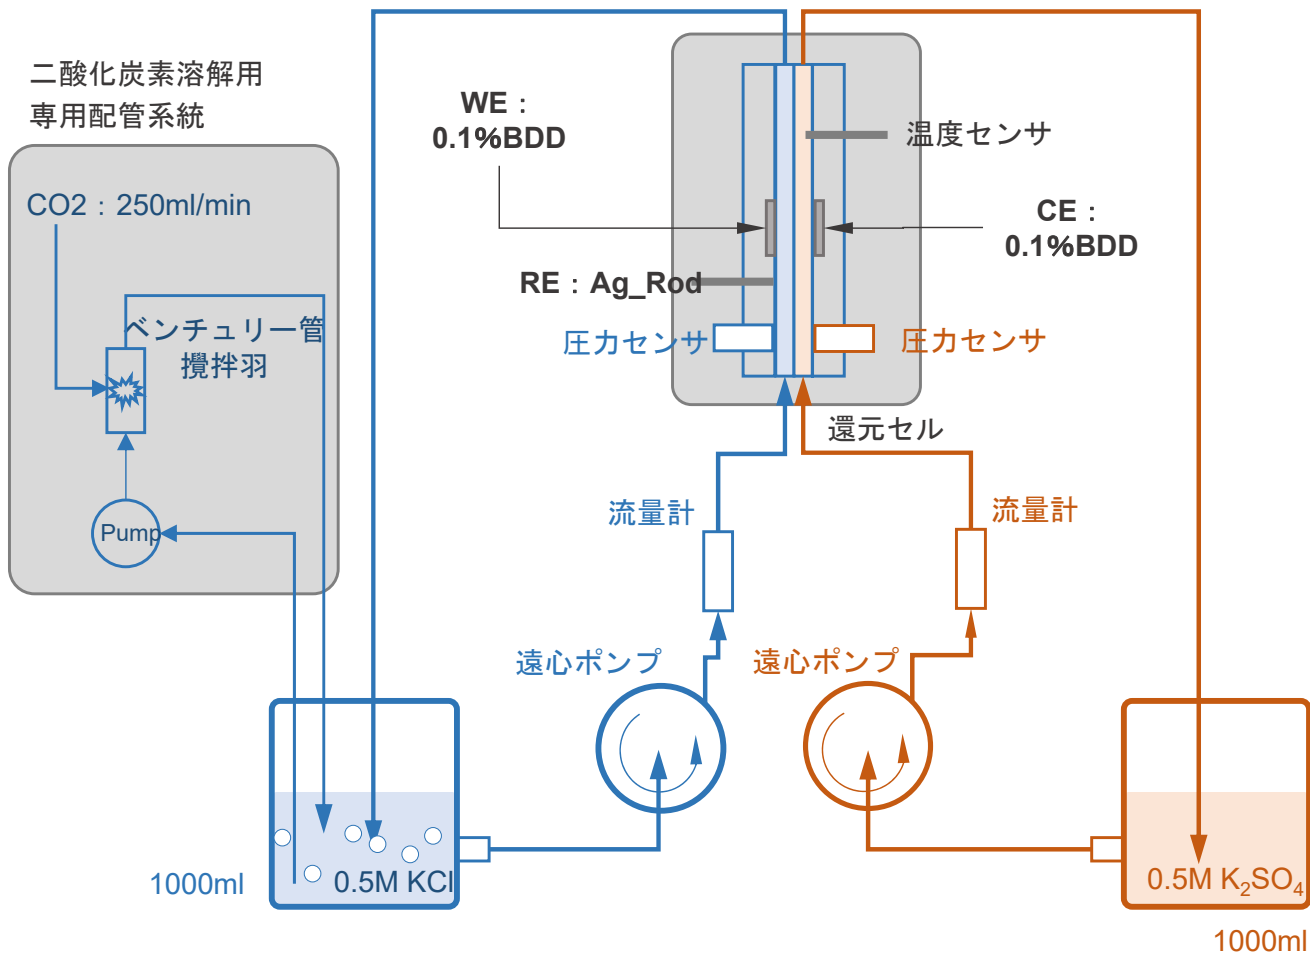 二酸化炭素溶解用
専用配管系統
CO2：250ml/min
ベンチュリー管
攪拌羽
Pump
WE：
0.1%BDD
温度センサ
CE：
0.1%BDD
RE：Ag_Rod
圧力センサ
圧力センサ
還元セル
流量計
流量計
遠心ポンプ
遠心ポンプ
1000ml
0.5M KCl
0.5M K₂SO₄
1000ml